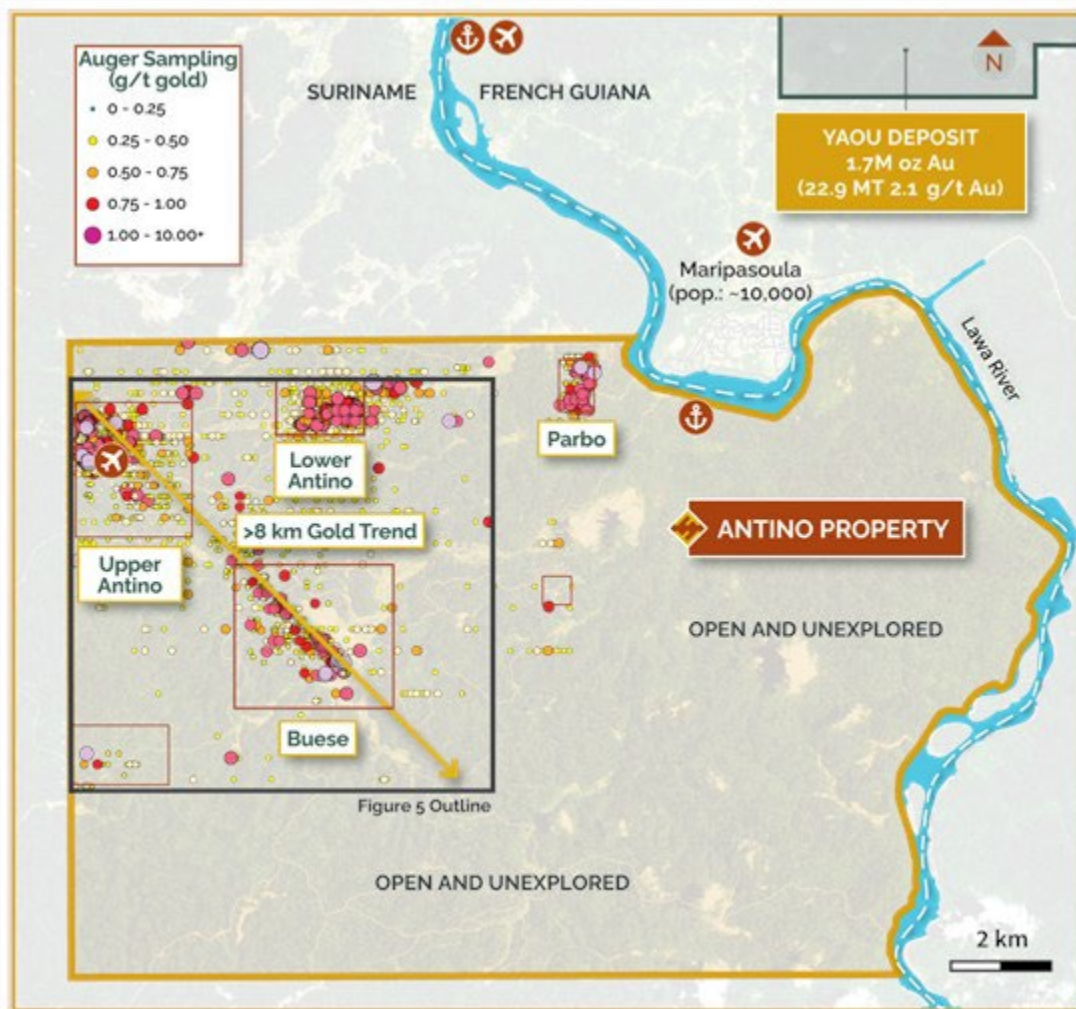 Auger Sampling
(g/t gold)
0 - 0.25
0.25 - 0.50
0.50 - 0.75
0.75 - 1.00
1.00 - 10.00+
SURINAME
FRENCH GUIANA
N
YAOU DEPOSIT
1.7M oz Au
(22.9 MT 2.1 g/t Au)
Maripasoula
(pop.: ~10,000)
Lawa River
Parbo
Lower
Antino
>8 km Gold Trend
ANTINO PROPERTY
Upper
Antino
OPEN AND UNEXPLORED
Buese
Figure 5 Outline
OPEN AND UNEXPLORED
2 km